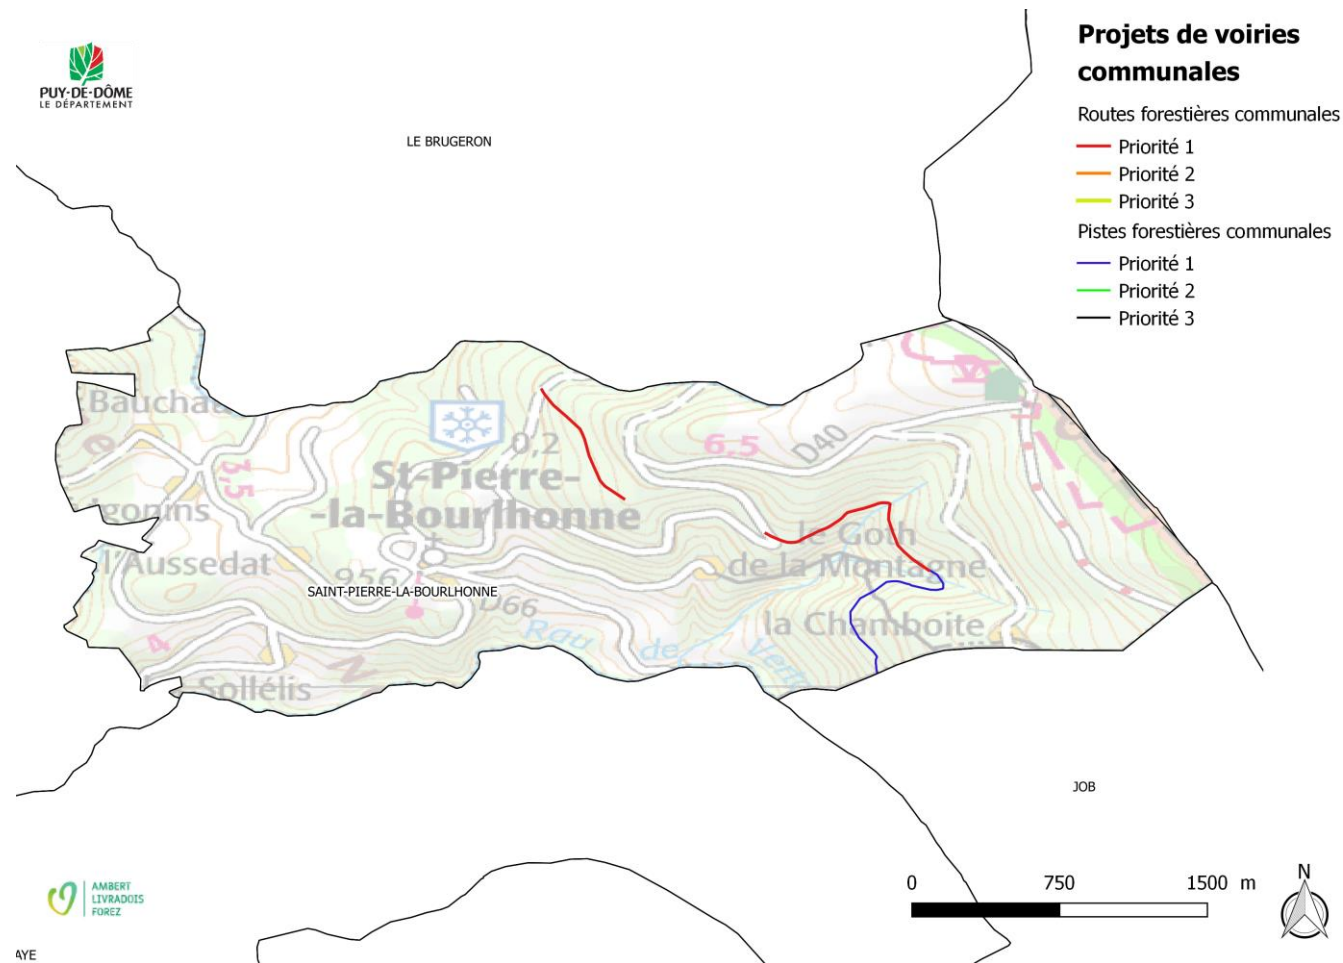 Projets de voiries
communales
PUY-DE-DÔME
LE DÉPARTEMENT
Routes forestières communales
LE BRUGERON
Priorité 1
Priorité 2
Priorité 3
Pistes forestières communales
Priorité 1
Priorité 2
Priorité 3
Bauchat
0,2
6,5
D40
3,5
St-Pierre-
-la-Bourlhonne
l'Aussedat
le Goth
de la Montagne
956
SAINT-PIERRE-LA-BOURLHONNE
D66
Rau de
la Chamboite
4
Sollélis
JOB
AMBERT
LIVRADOIS
FOREZ
0 750 1500 m
N
AYE